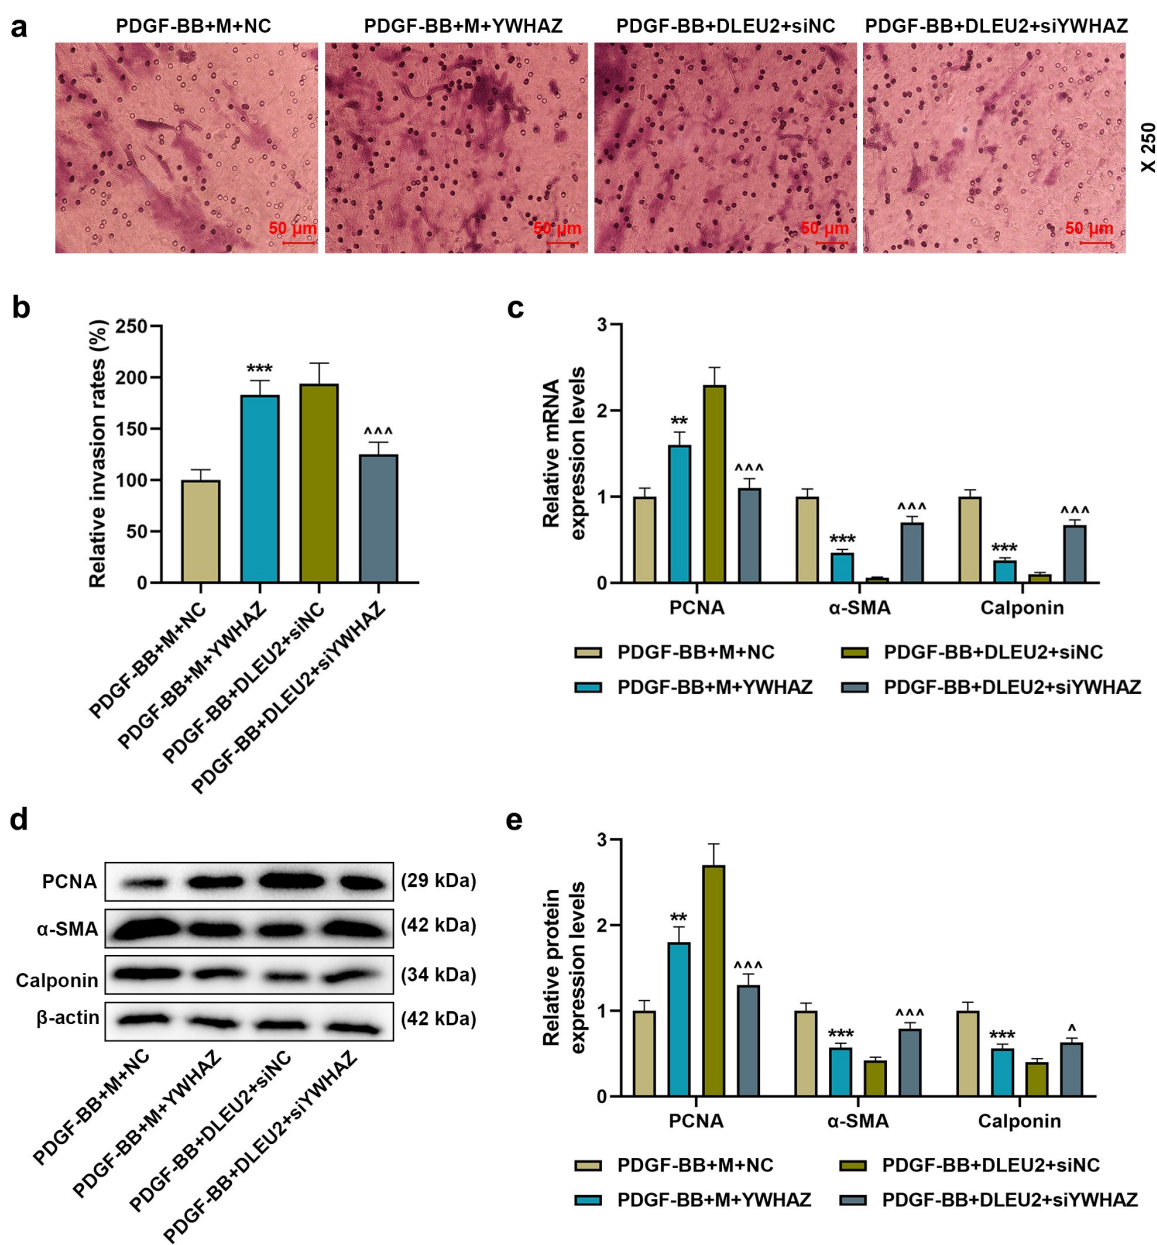 a
PDGF-BB+M+NC
PDGF-BB+M+YWHAZ
PDGF-BB+DLEU2+siNC
PDGF-BB+DLEU2+siYWHAZ
50 μm
50 μm
50 μm
50 μm
X 250
b
Relative invasion rates (%)
250
200
150
100
50
0
***
^^^
PDGF-BB+M+NC
PDGF-BB+M+YWHAZ
PDGF-BB+DLEU2+siNC
PDGF-BB+DLEU2+siYWHAZ
c
Relative mRNA
expression levels
3
2
1
0
**
^^^
***
^^^
***
^^^
PCNA
α-SMA
Calponin
PDGF-BB+M+NC
PDGF-BB+DLEU2+siNC
PDGF-BB+M+YWHAZ
PDGF-BB+DLEU2+siYWHAZ
d
PCNA
(29 kDa)
α-SMA
(42 kDa)
Calponin
(34 kDa)
β-actin
(42 kDa)
PDGF-BB+M+NC
PDGF-BB+M+YWHAZ
PDGF-BB+DLEU2+siNC
PDGF-BB+DLEU2+siYWHAZ
e
Relative protein
expression levels
3
2
1
0
**
^^^
***
^^^
***
^
PCNA
α-SMA
Calponin
PDGF-BB+M+NC
PDGF-BB+DLEU2+siNC
PDGF-BB+M+YWHAZ
PDGF-BB+DLEU2+siYWHAZ